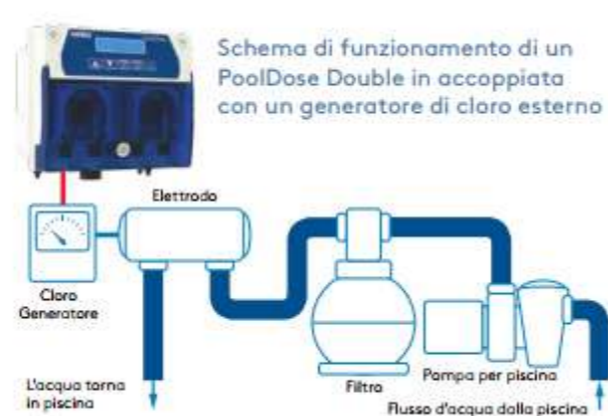 Schema di funzionamento di un
PoolDose Double in accoppiata
con un generatore di cloro esterno
Elettrodo
Cloro
Generatore
L'acqua torna
in piscina
Filtro
Pompa per piscina
Flusso d'acqua dalla piscina